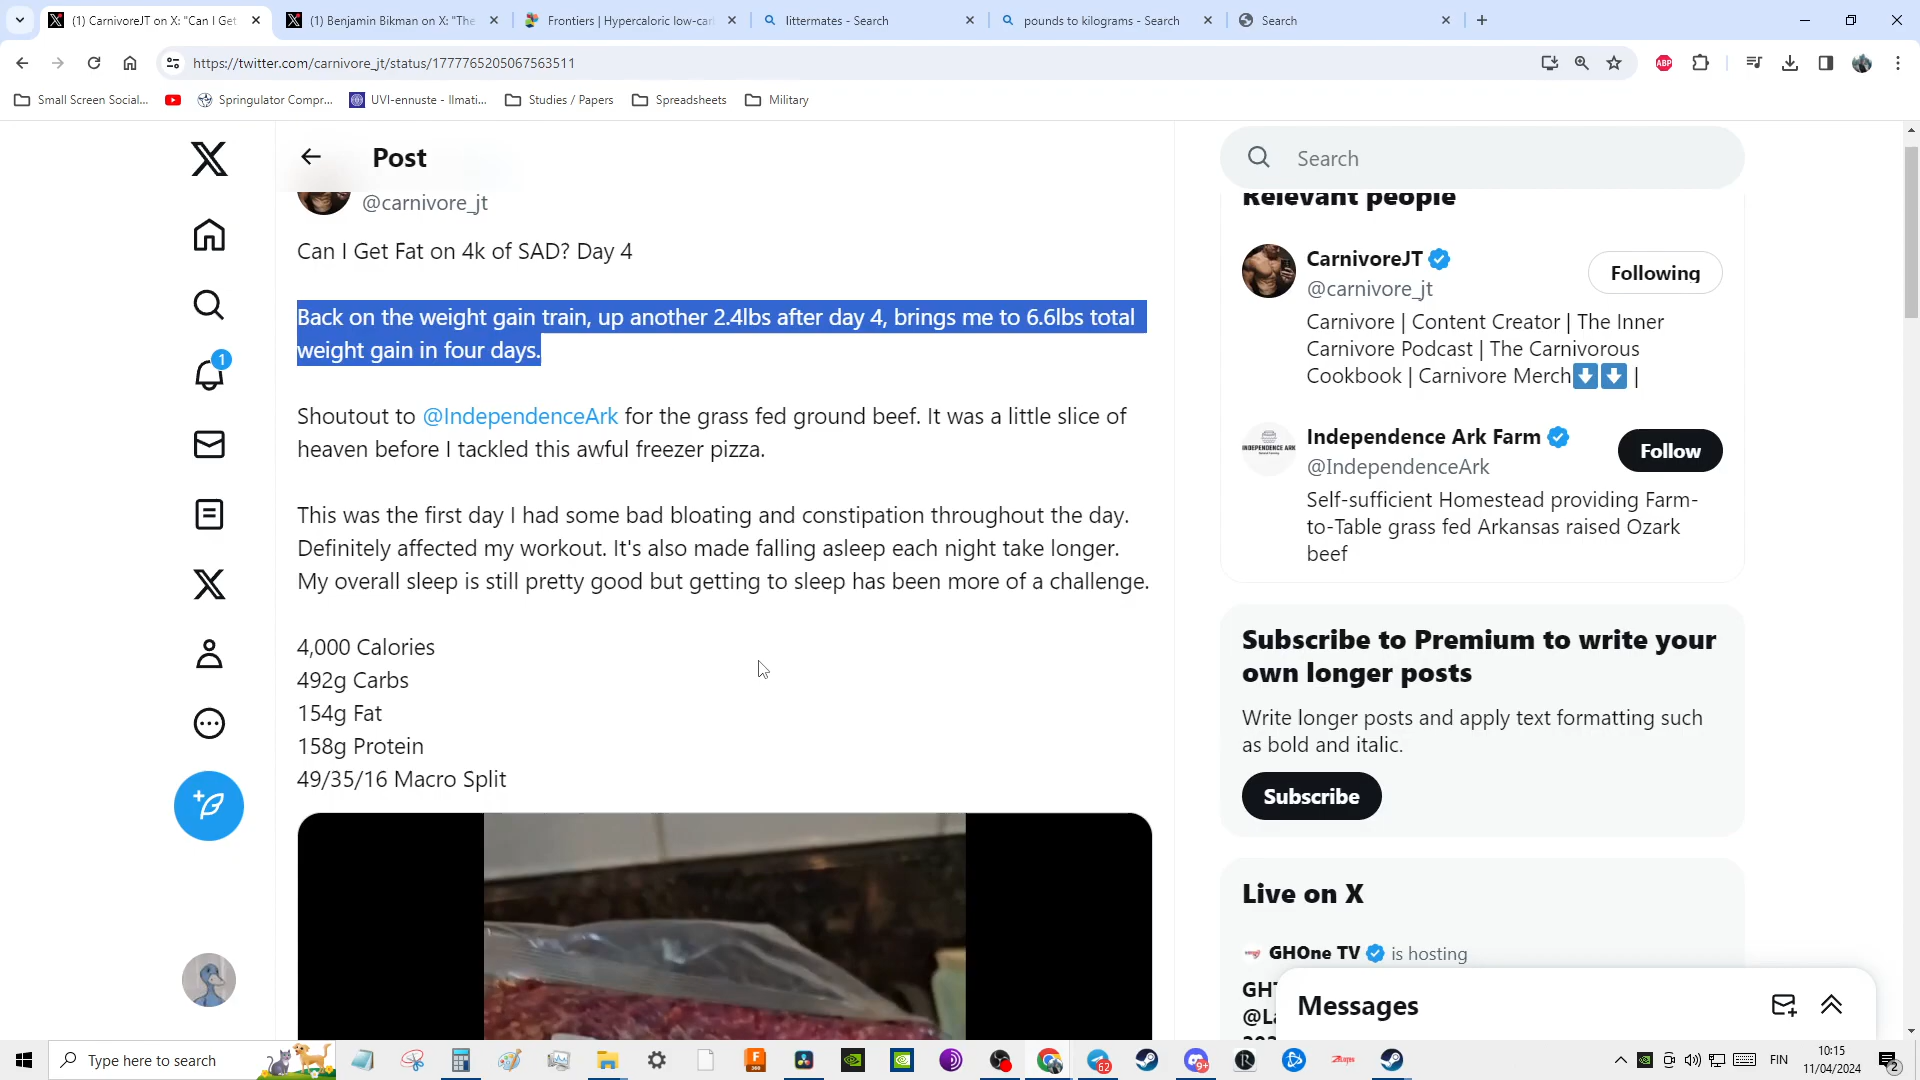 (1) CarnivoreJT on X: "Can I Get
(1) Benjamin Bikman on X: "The
Frontiers | Hypercaloric low-car
littermates - Search
pounds to kilograms - Search
Search
https://twitter.com/carnivore_jt/status/1777765205067563511
ABP
Small Screen Social...
Springulator Compr...
UVI-ennuste - Ilmati...
Studies / Papers
Spreadsheets
Military
Post
Search
@carnivore_jt
Can I Get Fat on 4k of SAD? Day 4
Back on the weight gain train, up another 2.4lbs after day 4, brings me to 6.6lbs total
weight gain in four days.
Shoutout to @IndependenceArk for the grass fed ground beef. It was a little slice of
heaven before I tackled this awful freezer pizza.
This was the first day I had some bad bloating and constipation throughout the day.
Definitely affected my workout. It's also made falling asleep each night take longer.
My overall sleep is still pretty good but getting to sleep has been more of a challenge.
4,000 Calories
492g Carbs
154g Fat
158g Protein
49/35/16 Macro Split
1
Relevant people
CarnivoreJT
Following
@carnivore_jt
Carnivore | Content Creator | The Inner
Carnivore Podcast | The Carnivorous
Cookbook | Carnivore Merch⬇️⬇️ |
INDEPENDENCE ARK
Independence Ark Farm
Follow
@IndependenceArk
Self-sufficient Homestead providing Farm-
to-Table grass fed Arkansas raised Ozark
beef
Subscribe to Premium to write your
own longer posts
Write longer posts and apply text formatting such
as bold and italic.
Subscribe
Live on X
GHOne TV is hosting
Messages
Type here to search
62
9+
FIN
10:15
11/04/2024
2